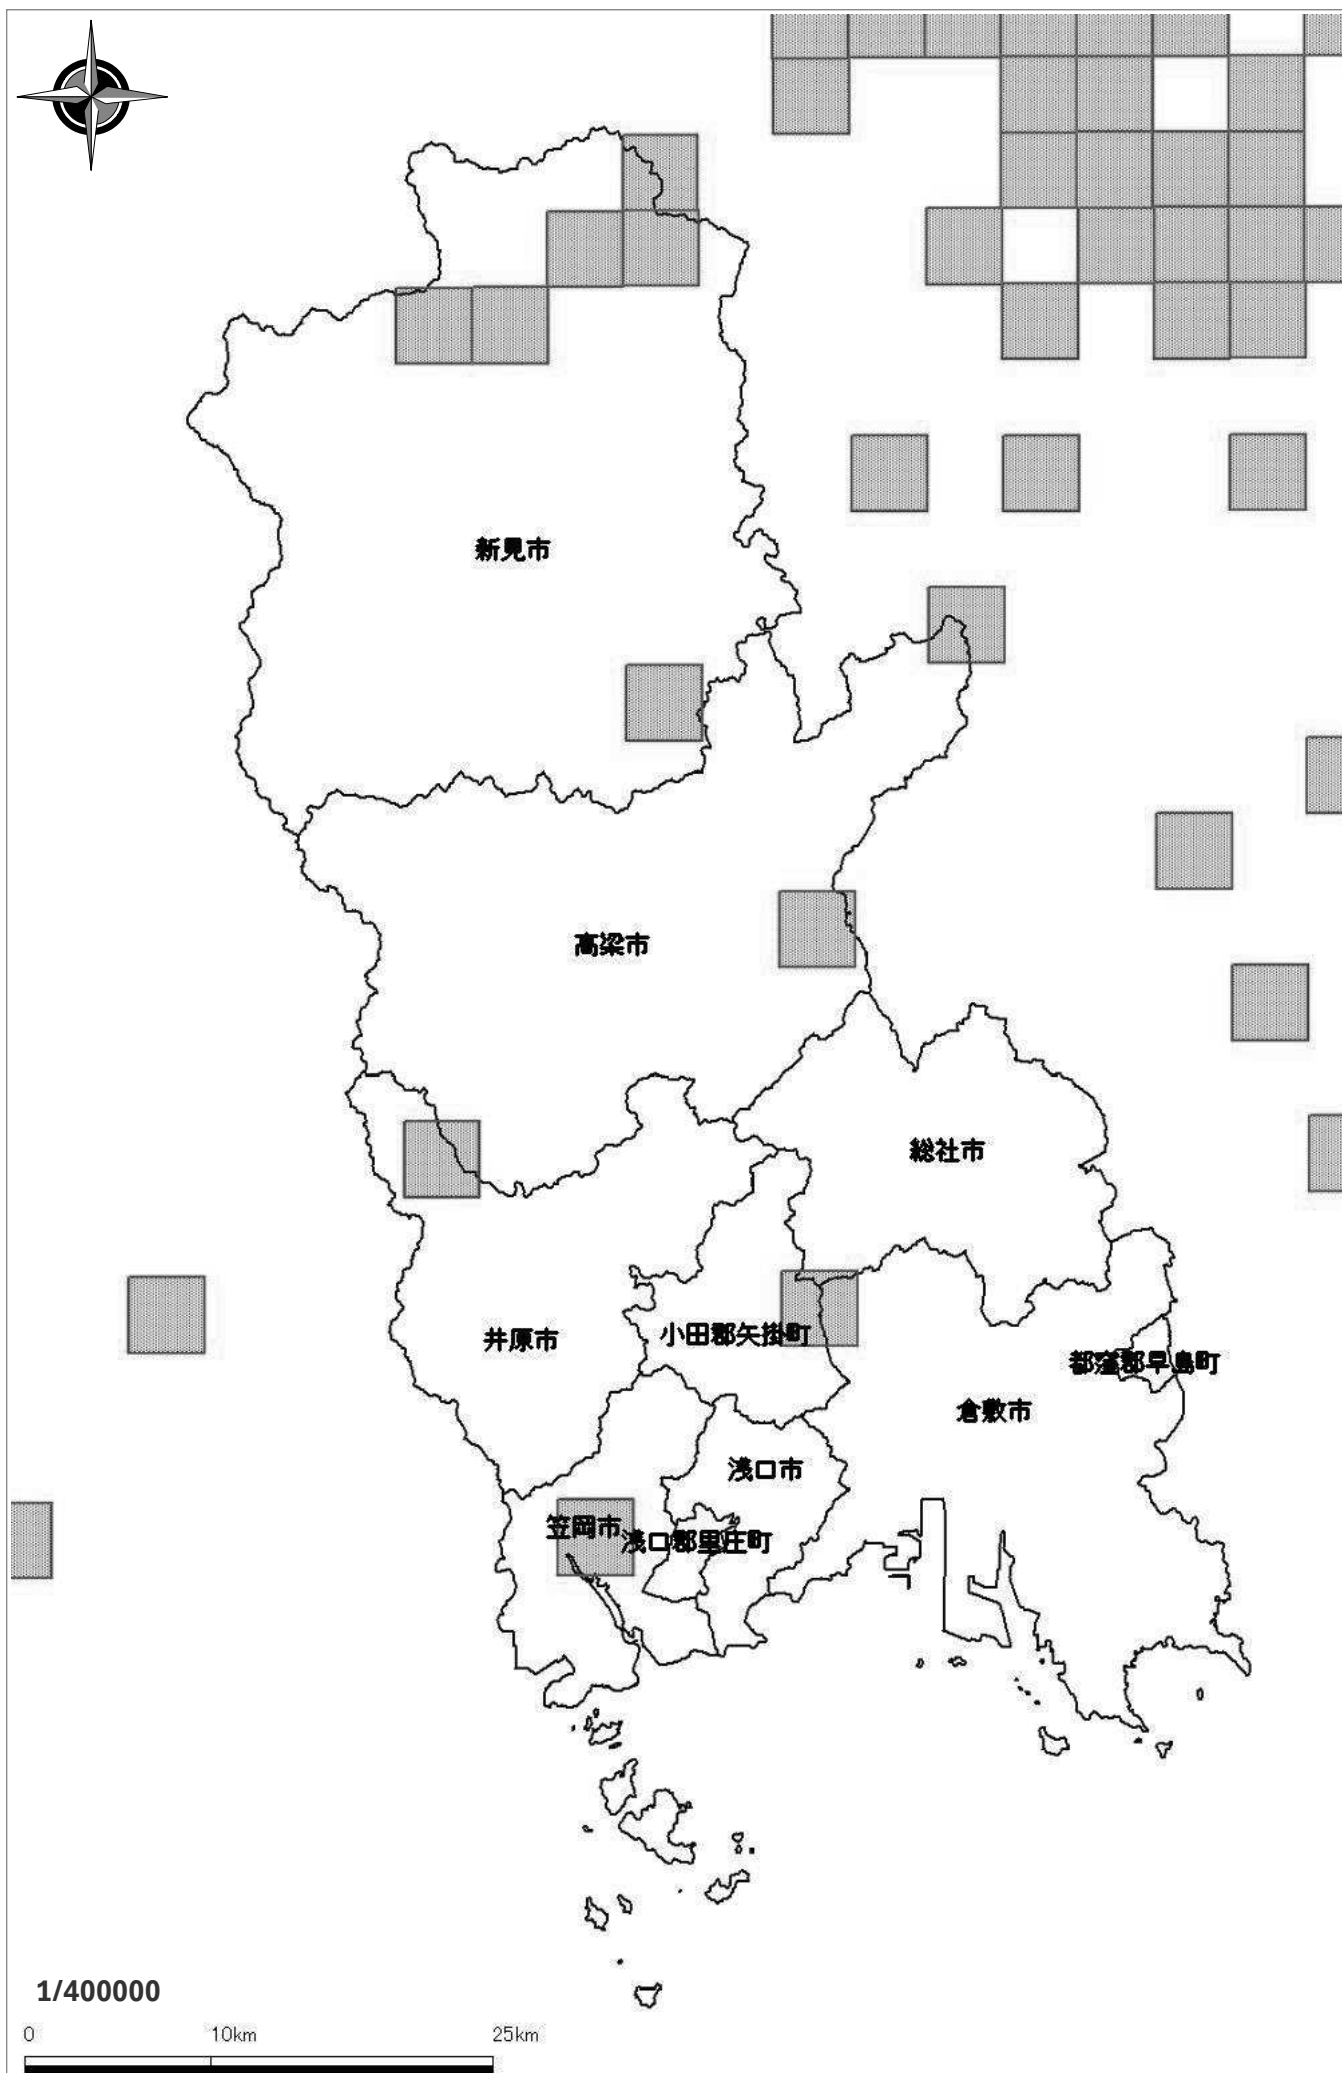 新見市
高梁市
総社市
小田郡矢掛町
井原市
都窪郡早島町
倉敷市
浅口市
笠岡市
浅口郡里庄町
1/400000
0 10km 25km